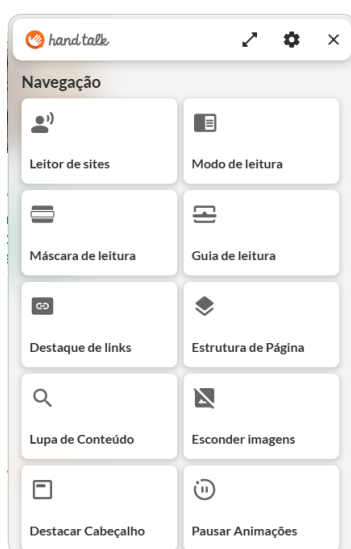 hand talk
Navegação
Leitor de sites
Modo de leitura
Máscara de leitura
Guia de leitura
Destaque de links
Estrutura de Página
Lupa de Conteúdo
Esconder imagens
Destacar Cabeçalho
Pausar Animações